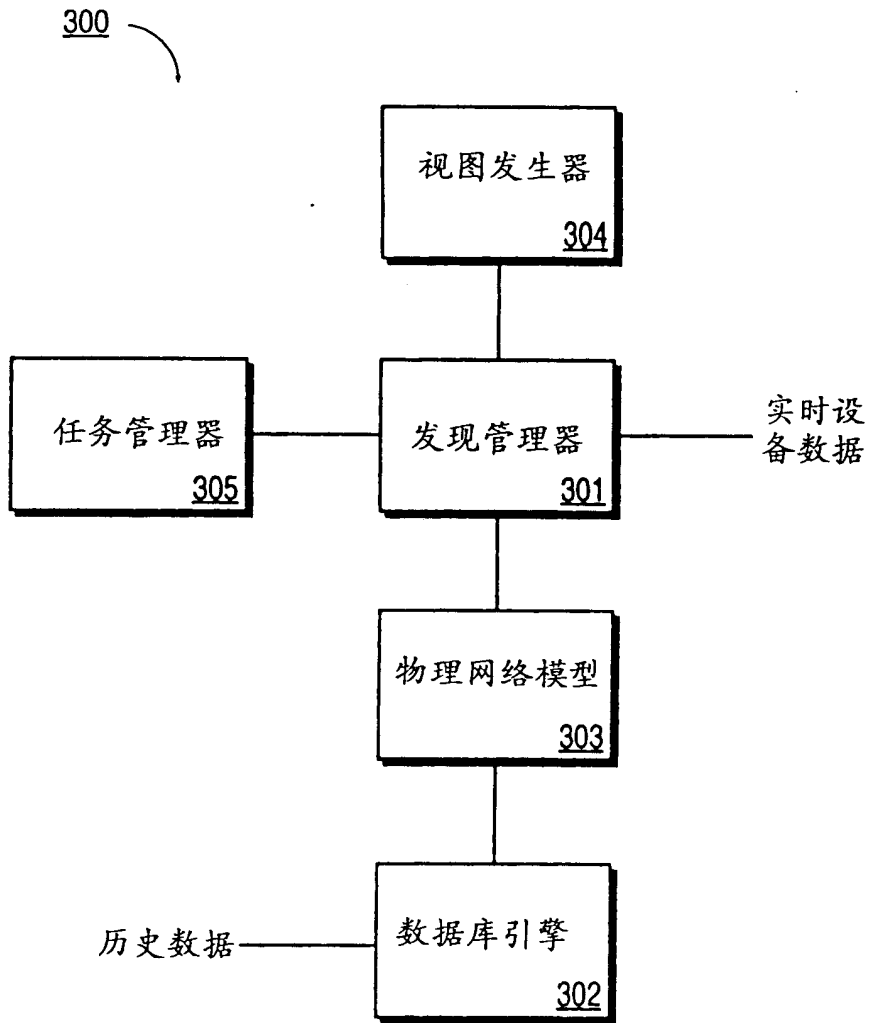 300
视图发生器
304
任务管理器
305
发现管理器
301
实时设
备数据
物理网络模型
303
历史数据
数据库引擎
302